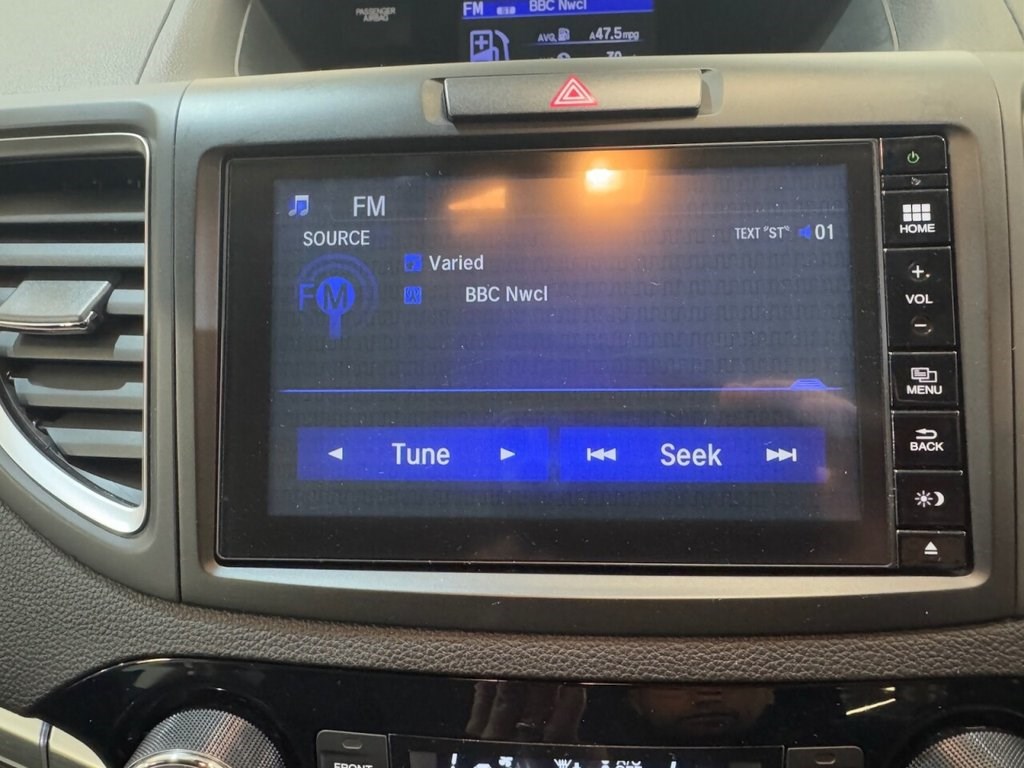 PASSENGER
AIRBAG
FM BBC Nwcl
AVG. A47.5mpg
FM
SOURCE
TEXT "ST" 01
Varied
FM
BBC Nwcl
Tune
Seek
HOME
+
VOL
−
MENU
BACK
FRONT